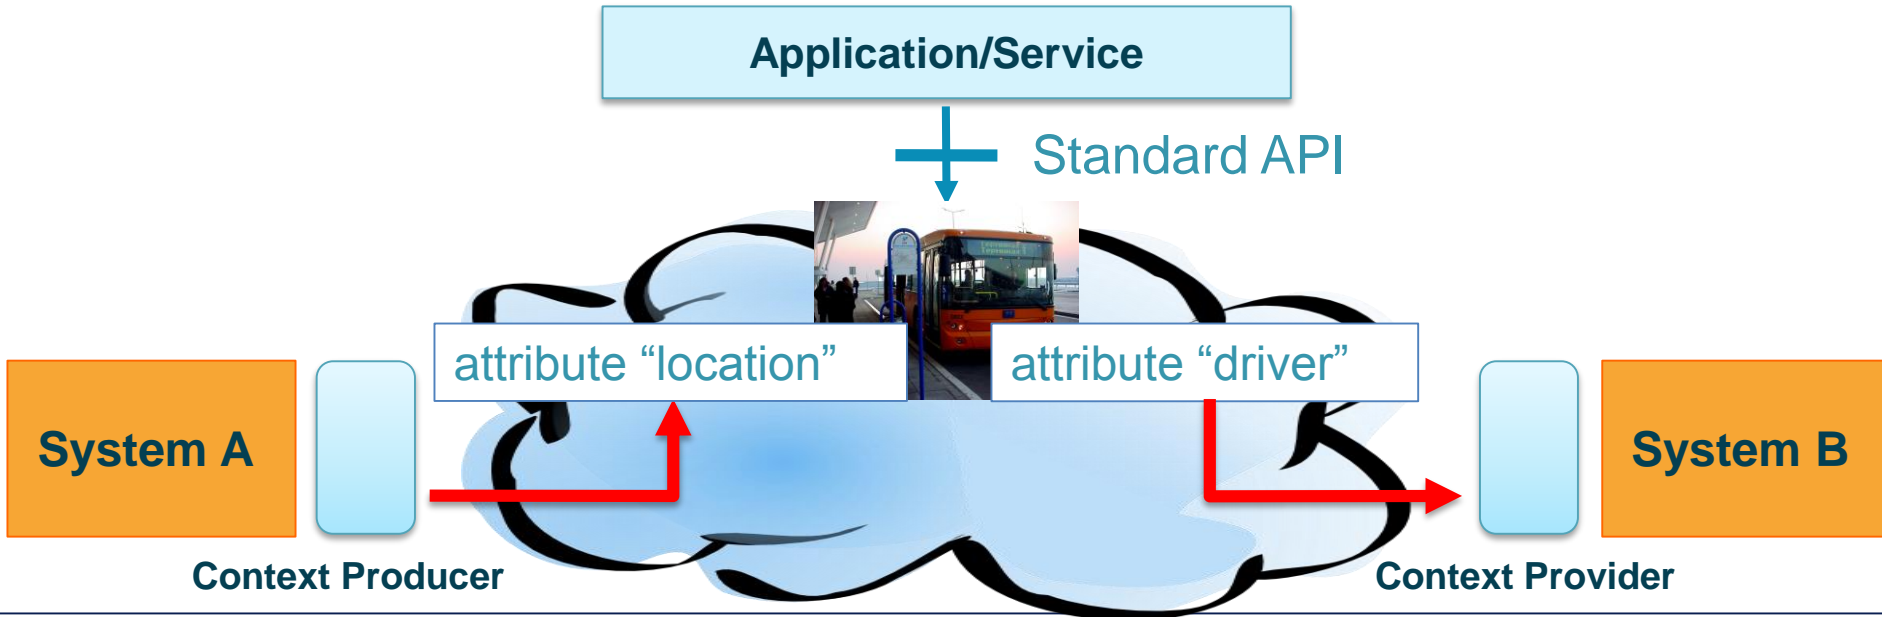 Application/Service
Standard API
attribute “location”
attribute “driver”
System A
System B
Context Producer
Context Provider